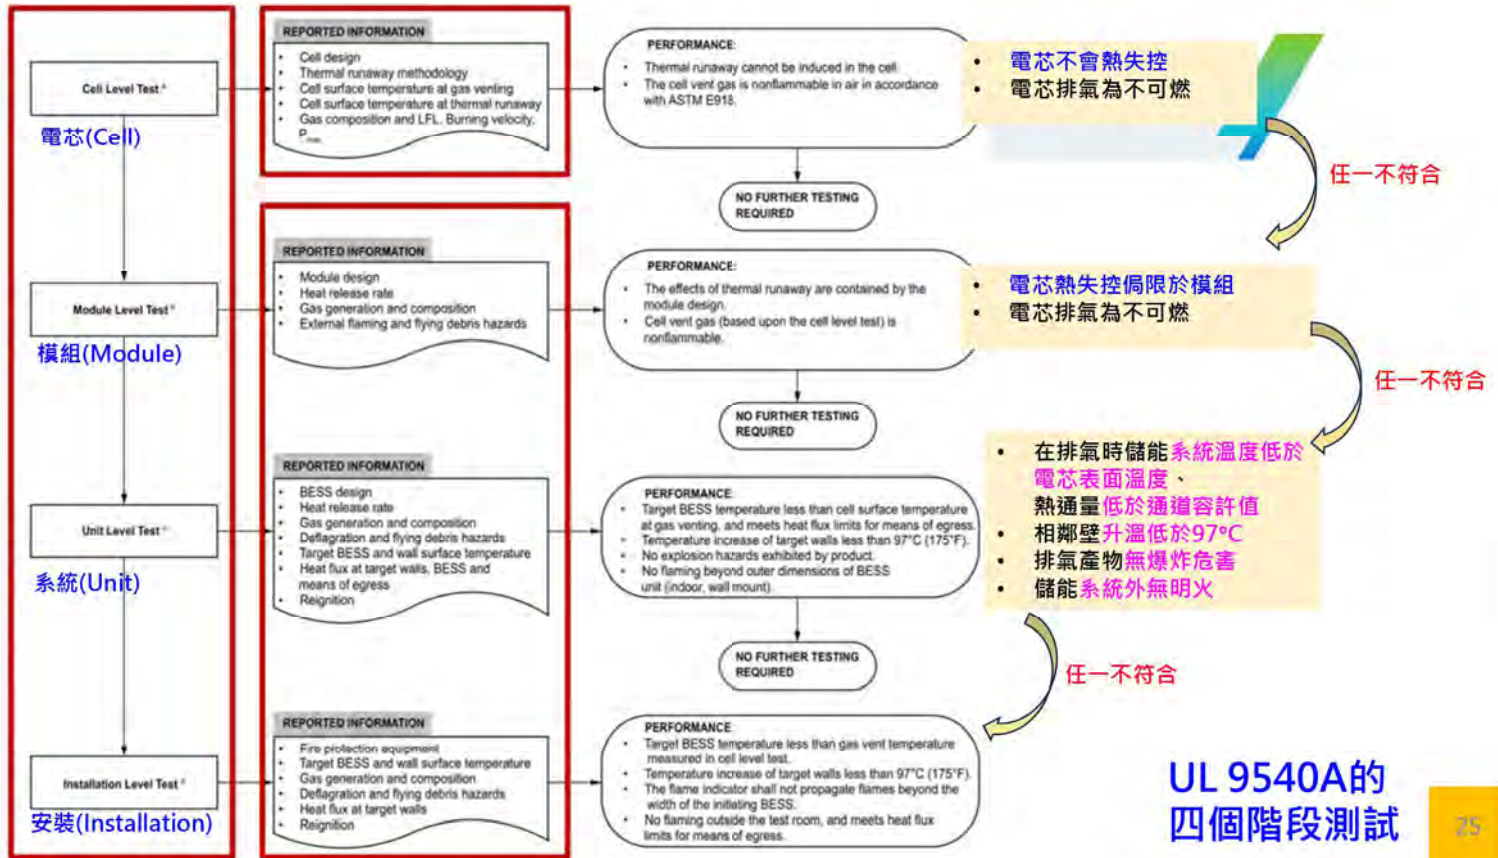 REPORTED INFORMATION
• Cell design
• Thermal runaway methodology
• Cell surface temperature at gas venting
• Cell surface temperature at thermal runaway
• Gas composition and LFL. Burning velocity.
P
Cell Level Test
電芯(Cell)
PERFORMANCE:
• Thermal runaway cannot be induced in the cell.
• The cell vent gas is nonflammable in air in accordance
with ASTM E918.
• 電芯不會熱失控
• 電芯排氣為不可燃
任一不符合
NO FURTHER TESTING
REQUIRED
REPORTED INFORMATION
• Module design
• Heat release rate
• Gas generation and composition
• External flaming and flying debris hazards
Module Level Test
模組(Module)
PERFORMANCE:
• The effects of thermal runaway are contained by the
module design.
• Cell vent gas (based upon the cell level test) is
nonflammable.
• 電芯熱失控侷限於模組
• 電芯排氣為不可燃
任一不符合
NO FURTHER TESTING
REQUIRED
REPORTED INFORMATION
• BESS design
• Heat release rate
• Gas generation and composition
• Deflagration and flying debris hazards
• Target BESS and wall surface temperature
• Heat flux at target walls, BESS and
means of egress
• Reignition
Unit Level Test
系統(Unit)
PERFORMANCE:
• Target BESS temperature less than cell surface temperature
at gas venting, and meets heat flux limits for means of egress.
• Temperature increase of target walls less than 97°C (175°F).
• No explosion hazards exhibited by product.
• No flaming beyond outer dimensions of BESS
unit (indoor, wall mount).
• 在排氣時儲能系統溫度低於
電芯表面溫度、
熱通量低於通道容許值
• 相鄰壁升溫低於97°C
• 排氣產物無爆炸危害
• 儲能系統外無明火
任一不符合
NO FURTHER TESTING
REQUIRED
REPORTED INFORMATION
• Fire protection equipment
• Target BESS and wall surface temperature
• Gas generation and composition
• Deflagration and flying debris hazards
• Heat flux at target walls
• Reignition
Installation Level Test
安裝(Installation)
PERFORMANCE:
• Target BESS temperature less than gas vent temperature
measured in cell level test.
• Temperature increase of target walls less than 97°C (175°F).
• The flame indicator shall not propagate flames beyond the
width of the initiating BESS.
• No flaming outside the test room, and meets heat flux
limits for means of egress.
UL 9540A的
四個階段測試
25